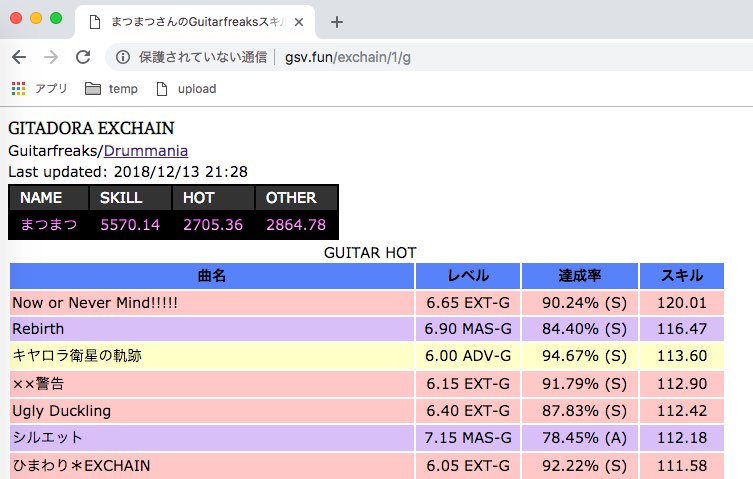 まつまつさんのGuitarfreaksスキル
保護されていない通信 gsv.fun/exchain/1/g
アプリ temp upload
GITADORA EXCHAIN
Guitarfreaks/Drummania
Last updated: 2018/12/13 21:28
NAME SKILL HOT OTHER
まつまつ 5570.14 2705.36 2864.78
GUITAR HOT
曲名 レベル 達成率 スキル
Now or Never Mind!!!!! 6.65 EXT-G 90.24% (S) 120.01
Rebirth 6.90 MAS-G 84.40% (S) 116.47
キヤロラ衛星の軌跡 6.00 ADV-G 94.67% (S) 113.60
××警告 6.15 EXT-G 91.79% (S) 112.90
Ugly Duckling 6.40 EXT-G 87.83% (S) 112.42
シルエット 7.15 MAS-G 78.45% (A) 112.18
ひまわり＊EXCHAIN 6.05 EXT-G 92.22% (S) 111.58